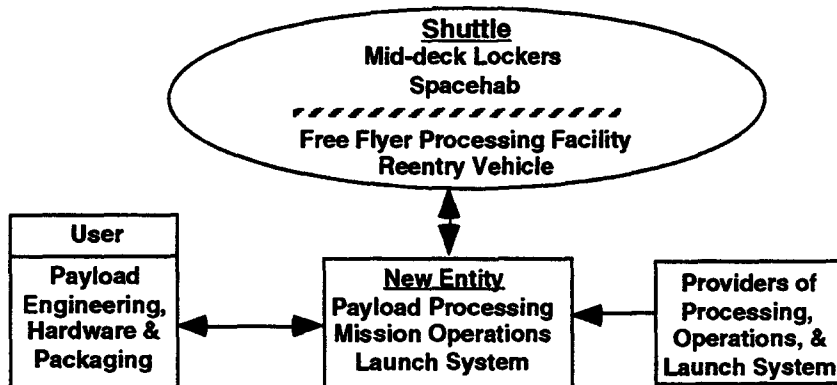 Shuttle
Mid-deck Lockers
Spacehab
Free Flyer Processing Facility
Reentry Vehicle
User
Payload
Engineering,
Hardware &
Packaging
New Entity
Payload Processing
Mission Operations
Launch System
Providers of
Processing,
Operations, &
Launch System